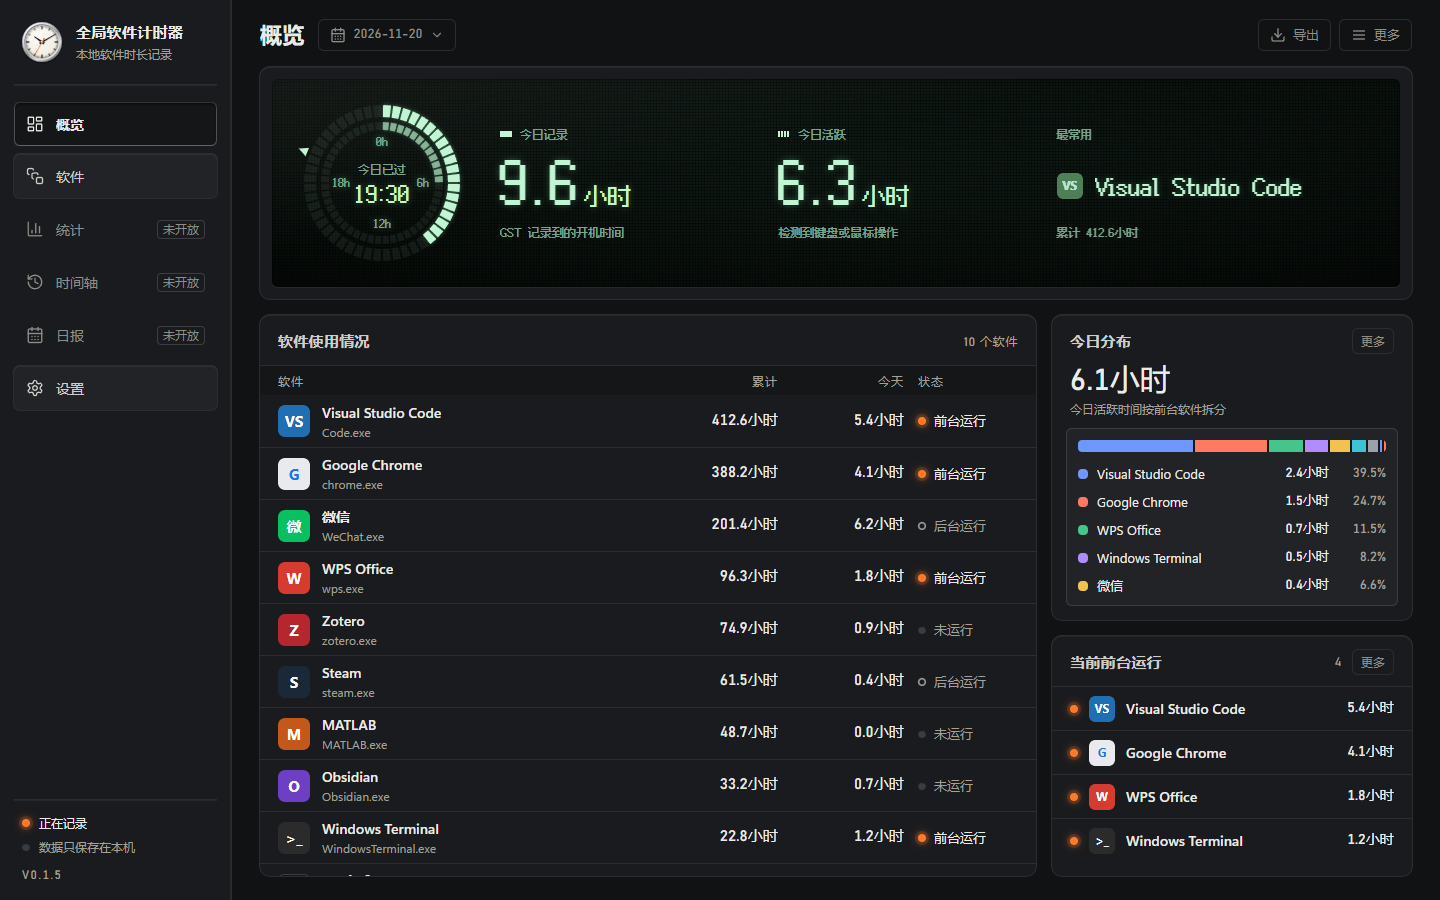 全局软件计时器
本地软件时长记录
概览
软件
统计 未开放
时间轴 未开放
日报 未开放
设置
正在记录
数据只保存在本机
V0.1.5
概览 2026-11-20
导出 更多
0h
今日已过
18h 19:30 6h
12h
今日记录
9.6小时
GST 记录到的开机时间
今日活跃
6.3小时
检测到键盘或鼠标操作
最常用
VS Visual Studio Code
累计 412.6小时
软件使用情况 10 个软件
软件 累计 今天 状态
VS Visual Studio Code 412.6小时 5.4小时 前台运行
Code.exe
G Google Chrome 388.2小时 4.1小时 前台运行
chrome.exe
微 微信 201.4小时 6.2小时 后台运行
WeChat.exe
W WPS Office 96.3小时 1.8小时 前台运行
wps.exe
Z Zotero 74.9小时 0.9小时 未运行
zotero.exe
S Steam 61.5小时 0.4小时 后台运行
steam.exe
M MATLAB 48.7小时 0.0小时 未运行
MATLAB.exe
O Obsidian 33.2小时 0.7小时 未运行
Obsidian.exe
>_ Windows Terminal 22.8小时 1.2小时 前台运行
WindowsTerminal.exe
今日分布 更多
6.1小时
今日活跃时间按前台软件拆分
Visual Studio Code 2.4小时 39.5%
Google Chrome 1.5小时 24.7%
WPS Office 0.7小时 11.5%
Windows Terminal 0.5小时 8.2%
微信 0.4小时 6.6%
当前前台运行 4 更多
VS Visual Studio Code 5.4小时
G Google Chrome 4.1小时
W WPS Office 1.8小时
>_ Windows Terminal 1.2小时